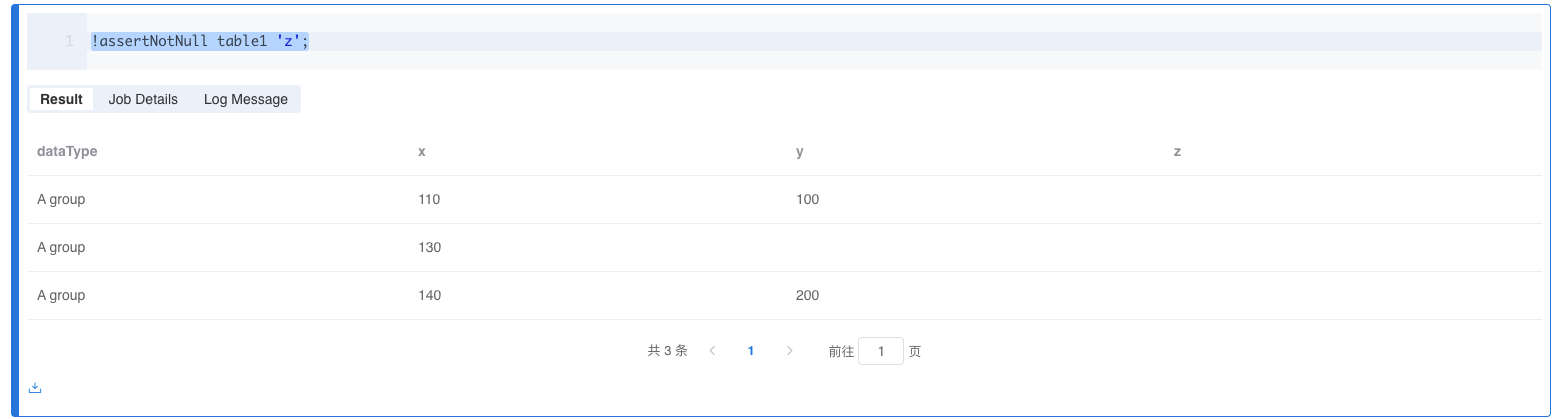 1 !assertNotNull table1 'z';
Result Job Details Log Message
dataType x y z
A group 110 100
A group 130
A group 140 200
共 3 条 1 前往 1 页